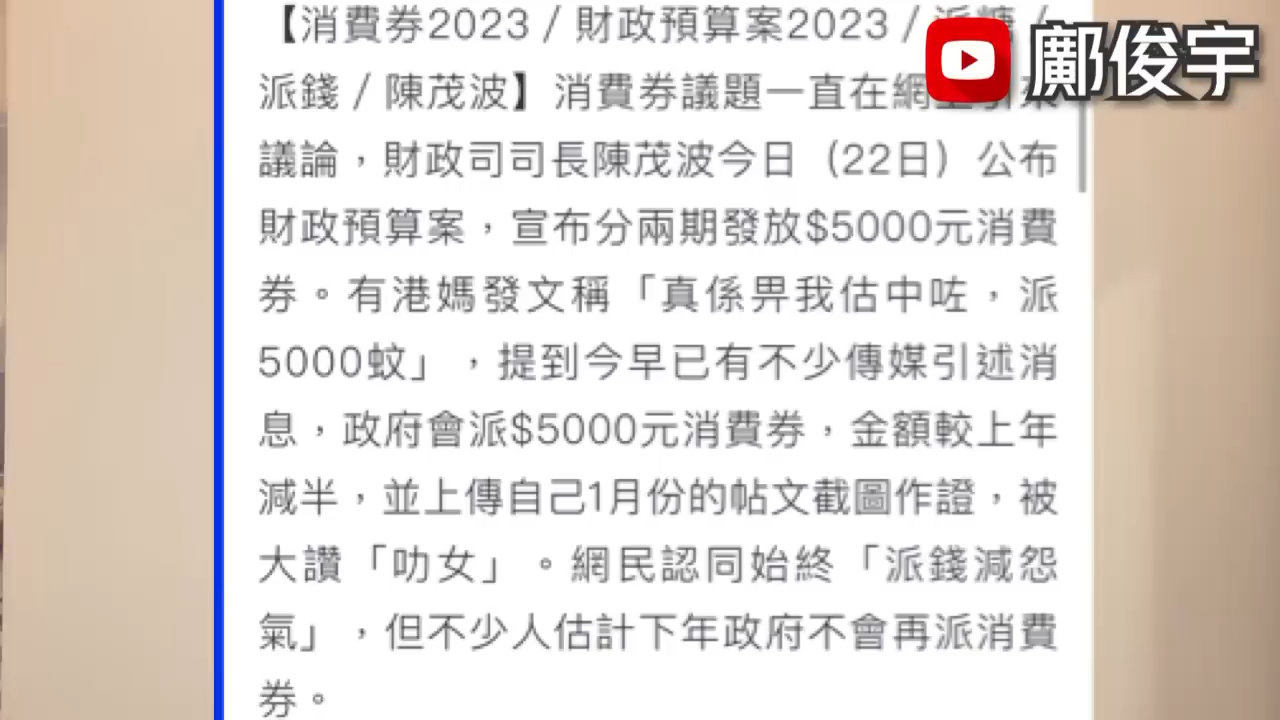 【消費券2023/財政預算案2023/派糖/
鄺俊宇
派錢/陳茂波】消費券議題一直在網上引來
議論,財政司司長陳茂波今日(22日)公布
財政預算案,宣布分兩期發放$5000元消費
券。有港媽發文稱「真係畀我估中咗,派
5000蚊」,提到今早已有不少傳媒引述消
息,政府會派$5000元消費券,金額較上年
減半,並上傳自己1月份的帖文截圖作證,被
大讚「叻女」。網民認同始終「派錢減怨
氣」,但不少人估計下年政府不會再派消費
券。